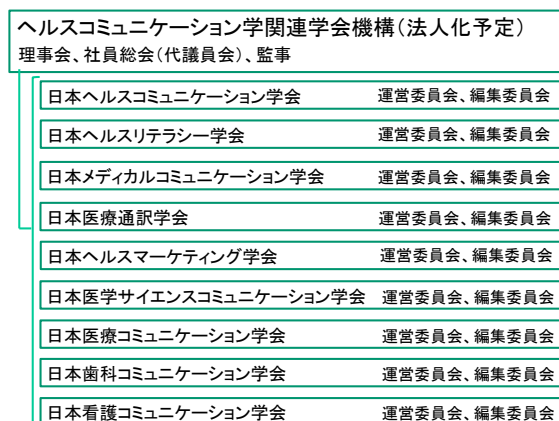 ヘルスコミュニケーション学関連学会機構(法人化予定)
理事会、社員総会(代議員会)、監事
日本ヘルスコミュニケーション学会 運営委員会、編集委員会
日本ヘルスリテラシー学会 運営委員会、編集委員会
日本メディカルコミュニケーション学会 運営委員会、編集委員会
日本医療通訳学会 運営委員会、編集委員会
日本ヘルスマーケティング学会 運営委員会、編集委員会
日本医学サイエンスコミュニケーション学会 運営委員会、編集委員会
日本医療コミュニケーション学会 運営委員会、編集委員会
日本歯科コミュニケーション学会 運営委員会、編集委員会
日本看護コミュニケーション学会 運営委員会、編集委員会